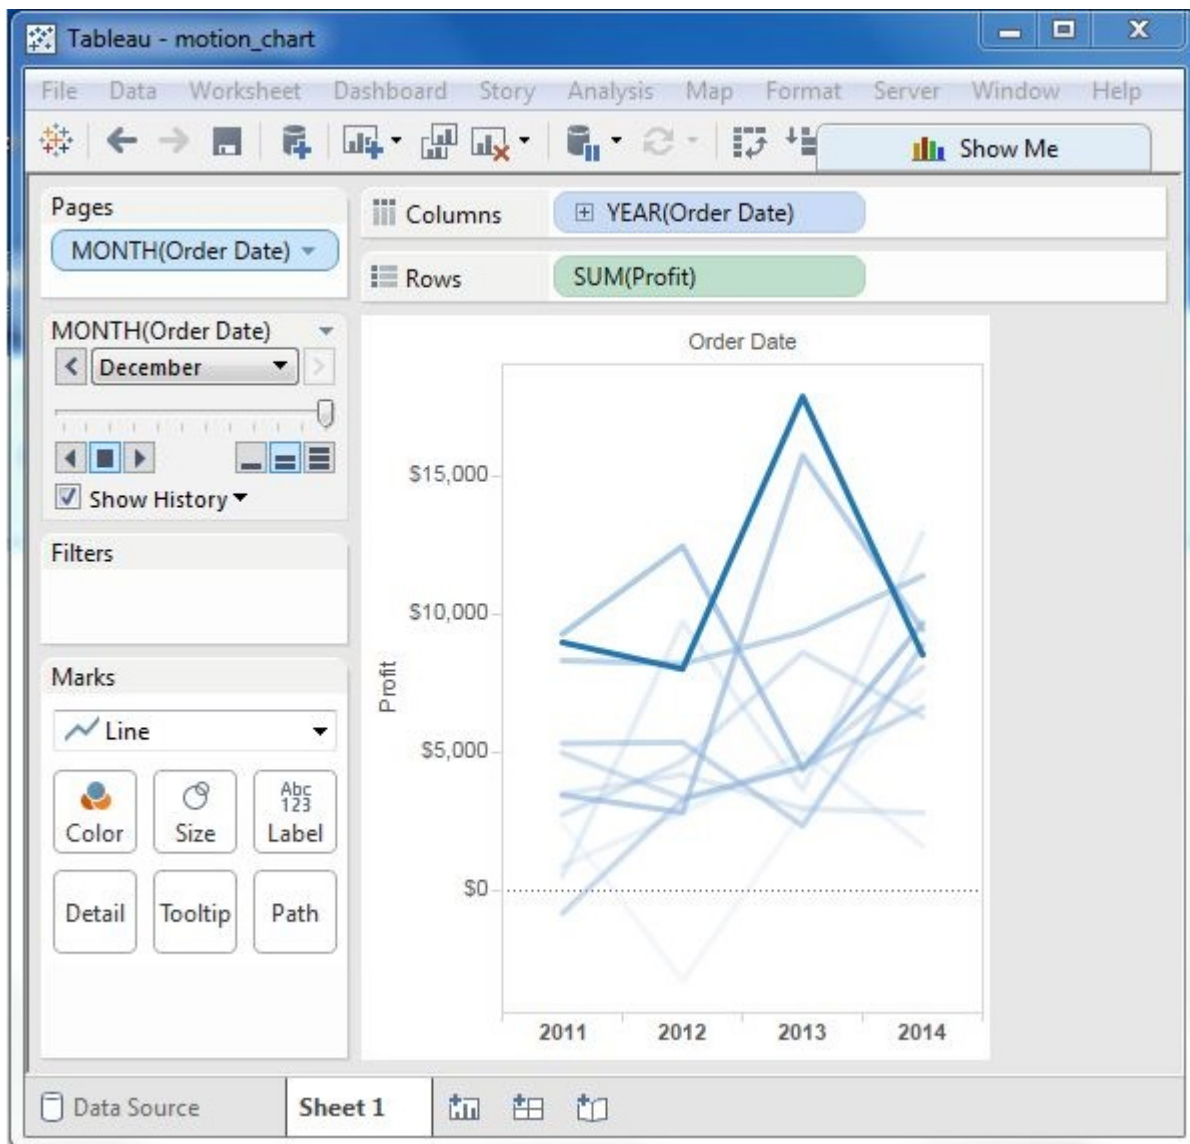 Tableau - motion_chart
File Data Worksheet Dashboard Story Analysis Map Format Server Window Help
Show Me
Pages
MONTH(Order Date)
Columns
YEAR(Order Date)
Rows
SUM(Profit)
MONTH(Order Date)
December
Show History
Filters
Marks
Line
Color
Size
Abc
123
Label
Detail
Tooltip
Path
Order Date
$15,000
$10,000
$5,000
$0
Profit
2011 2012 2013 2014
Data Source
Sheet 1